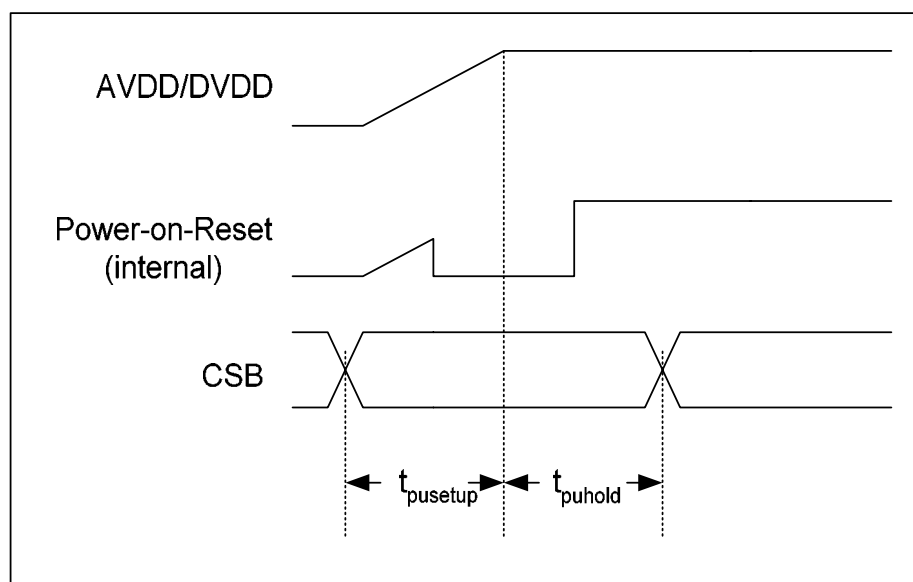 AVDD/DVDD
Power-on-Reset
(internal)
CSB
tpusetup
tpuhold